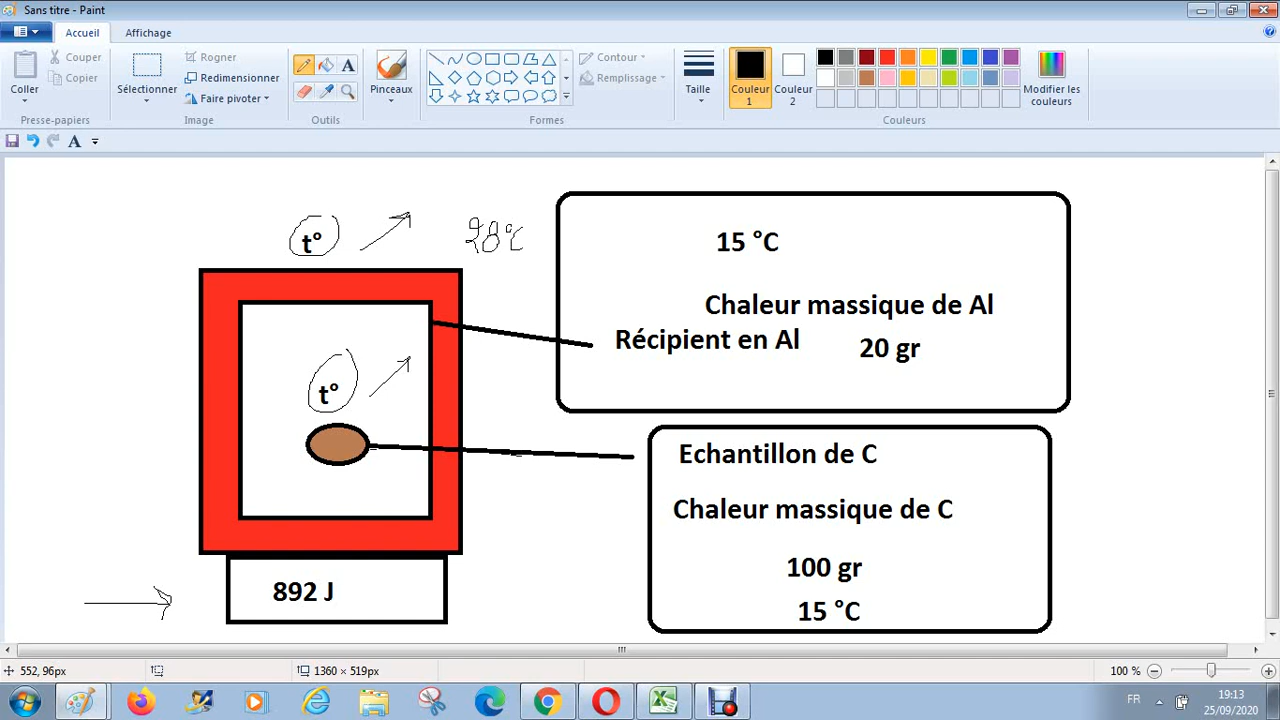 Sans titre - Paint
Accueil
Affichage
Coller
Couper
Copier
Presse-papiers
Sélectionner
Rogner
Redimensionner
Faire pivoter
Image
A
Outils
Pinceaux
Contour
Remplissage
Formes
Taille
Couleur 1
Couleur 2
Modifier les couleurs
Couleurs
A
t°
28°C
15 °C
Chaleur massique de Al
Récipient en Al
20 gr
t°
Echantillon de C
Chaleur massique de C
100 gr
15 °C
892 J
552, 96px
1360 × 519px
100 %
FR
19:13
25/09/2020